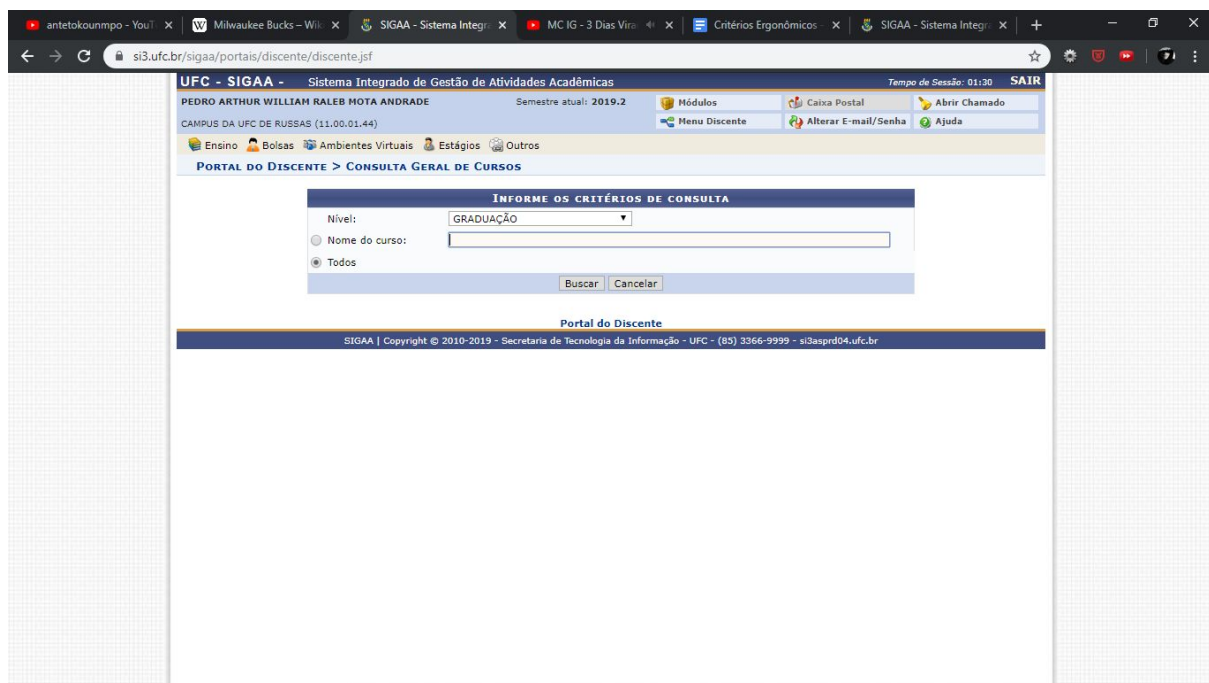 antetokounmpo - YouT
Milwaukee Bucks – Wik
SIGAA - Sistema Integra
MC IG - 3 Dias Vira
Critérios Ergonômicos -
SIGAA - Sistema Integra
si3.ufc.br/sigaa/portais/discente/discente.jsf
UFC - SIGAA - Sistema Integrado de Gestão de Atividades Acadêmicas Tempo de Sessão: 01:30 SAIR
PEDRO ARTHUR WILLIAM RALEB MOTA ANDRADE Semestre atual: 2019.2 Módulos Caixa Postal Abrir Chamado
CAMPUS DA UFC DE RUSSAS (11.00.01.44) Menu Discente Alterar E-mail/Senha Ajuda
Ensino Bolsas Ambientes Virtuais Estágios Outros
PORTAL DO DISCENTE > CONSULTA GERAL DE CURSOS
INFORME OS CRITÉRIOS DE CONSULTA
Nível: GRADUAÇÃO
Nome do curso:
Todos
Buscar Cancelar
Portal do Discente
SIGAA | Copyright © 2010-2019 - Secretaria de Tecnologia da Informação - UFC - (85) 3366-9999 - si3asprd04.ufc.br